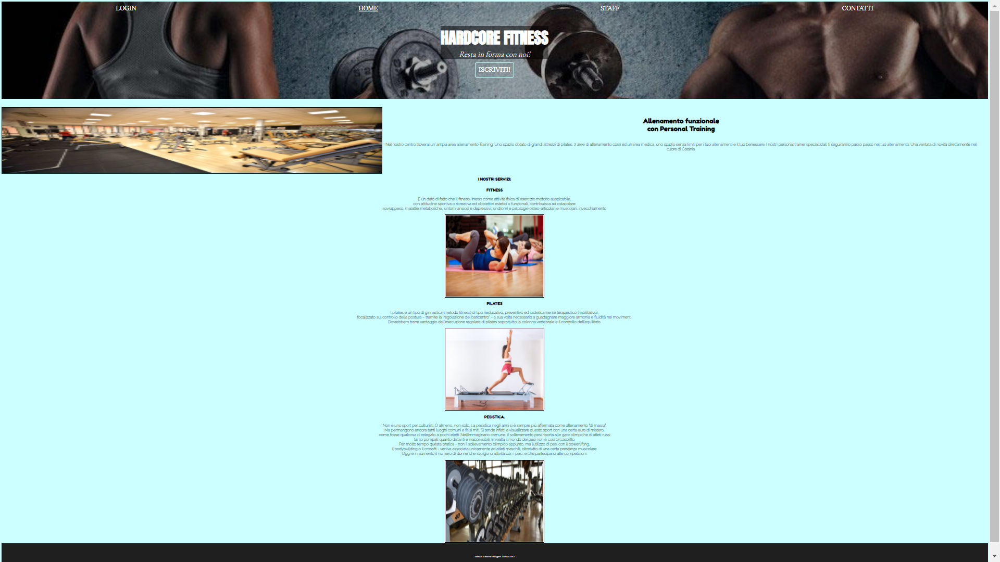 LOGIN
HOME
STAFF
CONTATTI
HARDCORE FITNESS
Resta in forma con noi!
ISCRIVITI!
Allenamento funzionale
con Personal Training
Nel nostro centro troverai un' ampia area allenamento Training. Uno spazio dotato di grandi attrezzi di pilates, 2 aree di allenamento corsi ed un'area medica, uno spazio senza limiti per i tuoi allenamenti e il tuo benessere. I nostri personal trainer specializzati ti seguiranno passo passo nel tuo allenamento. Una ventata di novità direttamente nel
cuore di Catania.
I NOSTRI SERVIZI:
FITNESS
È un dato di fatto che il fitness, inteso come attività fisica di esercizio motorio auspicabile,
con attitudine sportiva o ricreativa ed obbiettivi estetici o funzionali, contribuisca ad ostacolare:
sovrappeso, malattie metaboliche, sintomi ansiosi e depressivi, sindromi e patologie osteo-articolari e muscolari, invecchiamento
PILATES
l pilates è un tipo di ginnastica (metodo fitness) di tipo rieducativo, preventivo ed ipoteticamente terapeutico (riabilitativo),
focalizzato sul controllo della postura – tramite la "regolazione del baricentro" – a sua volta necessario a guadagnare maggiore armonia e fluidità nei movimenti.
Dovrebbero trarre vantaggio dall'esecuzione regolare di pilates soprattutto la colonna vertebrale e il controllo dell'equilibrio.
PESISTICA.
Non è uno sport per culturisti. O almeno, non solo. La pesistica negli anni si è sempre più affermata come allenamento "di massa".
Ma permangono ancora tanti luoghi comuni e falsi miti. Si tende infatti a visualizzare questo sport con una certa aura di mistero,
come fosse qualcosa di relegato a pochi eletti. Nell'immaginario comune, il sollevamento pesi riporta alle gare olimpiche di atleti russi
tanto pompati quanto distanti e inaccessibili. In realtà il mondo dei pesi non è così circoscritto.
Per molto tempo questa pratica - non il sollevamento olimpico appunto, ma l'utilizzo di pesi con il powerlifting,
il bodybuilding o il crossfit - veniva associata unicamente ad atleti maschili, oltretutto di una certa prestanza muscolare.
Oggi è in aumento il numero di donne che svolgono attività con i pesi, e che partecipano alle competizioni.
40